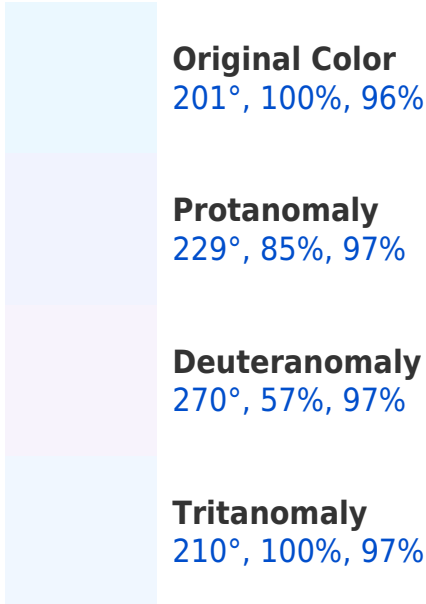 Original Color
201°, 100%, 96%
Protanomaly
229°, 85%, 97%
Deuteranomaly
270°, 57%, 97%
Tritanomaly
210°, 100%, 97%